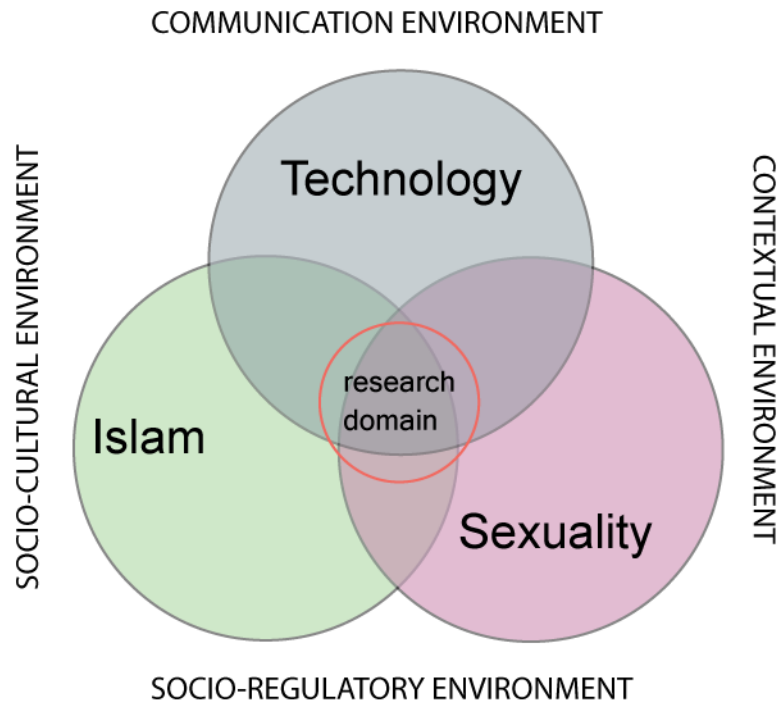 COMMUNICATION ENVIRONMENT
Technology
SOCIO-CULTURAL ENVIRONMENT
CONTEXTUAL ENVIRONMENT
research
domain
Islam
Sexuality
SOCIO-REGULATORY ENVIRONMENT